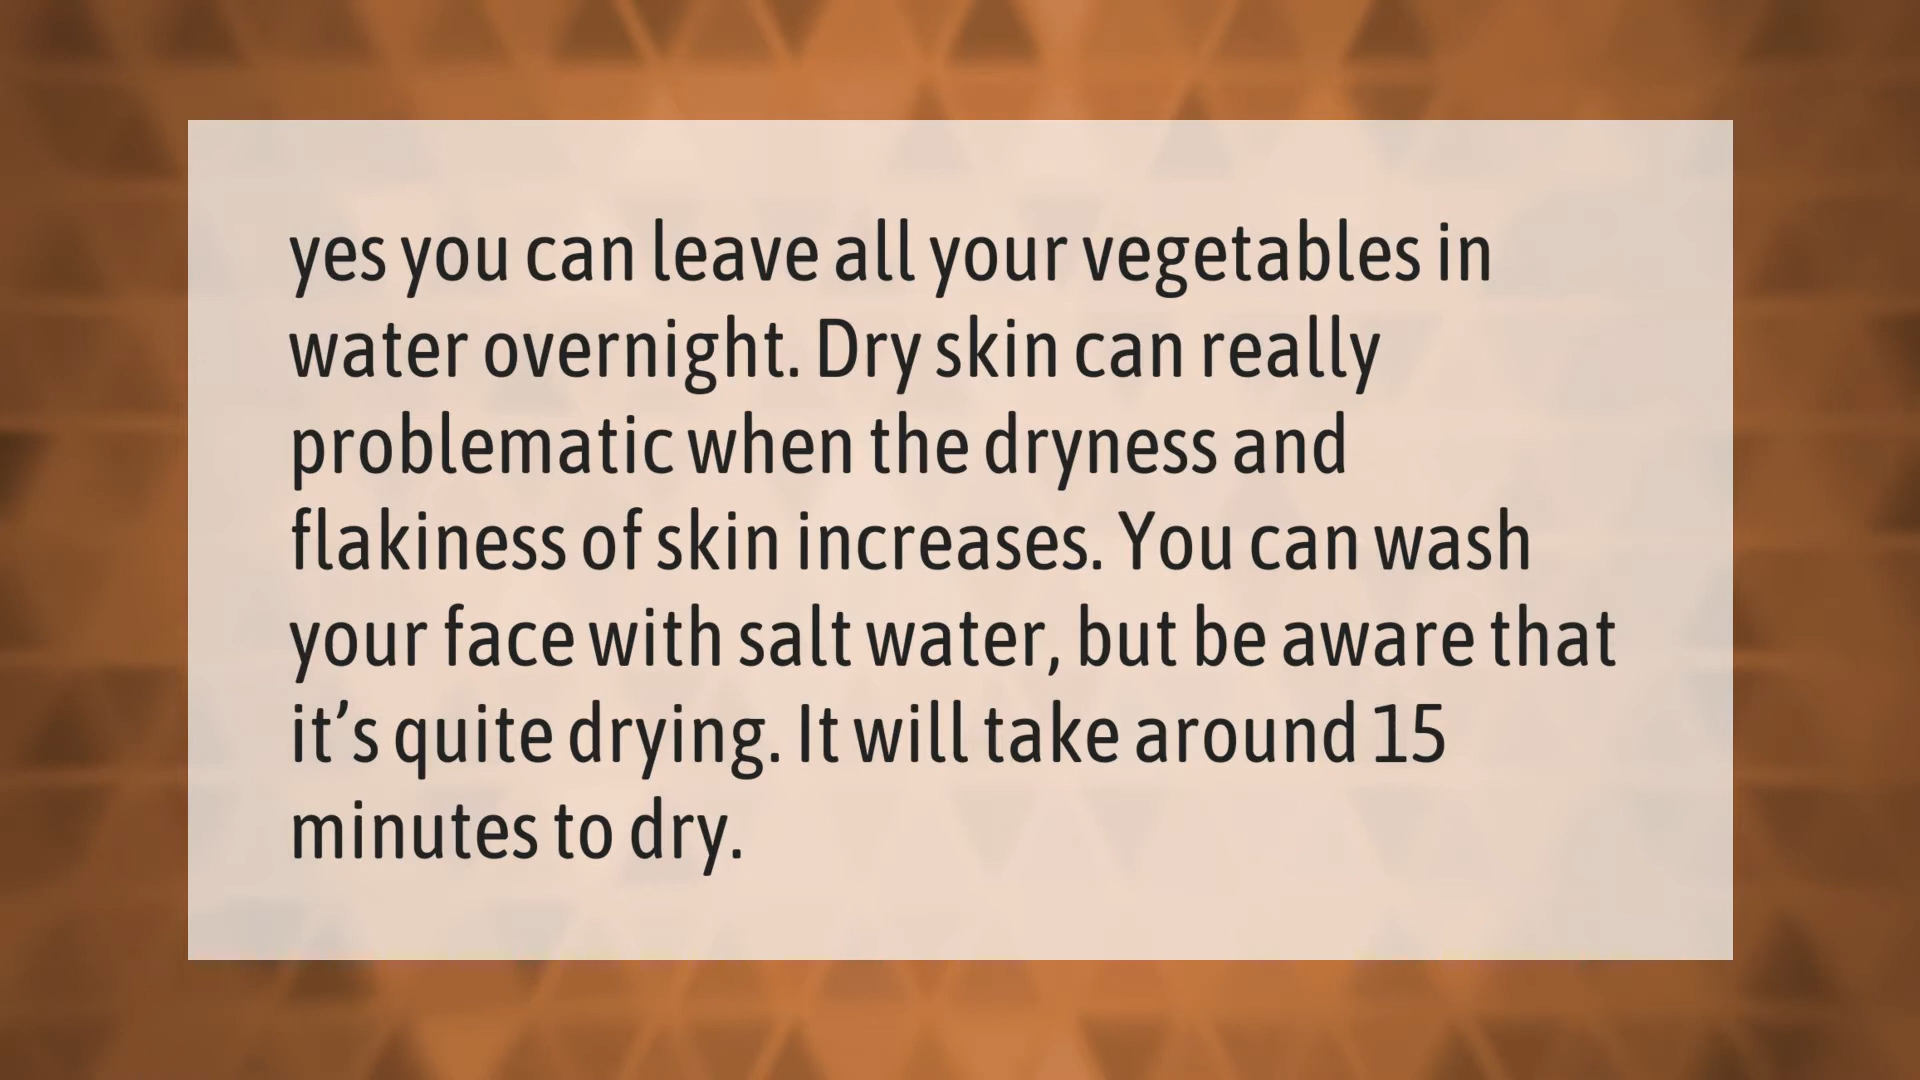 yes you can leave all your vegetables in
water overnight. Dry skin can really
problematic when the dryness and
flakiness of skin increases. You can wash
your face with salt water, but be aware that
it’s quite drying. It will take around 15
minutes to dry.